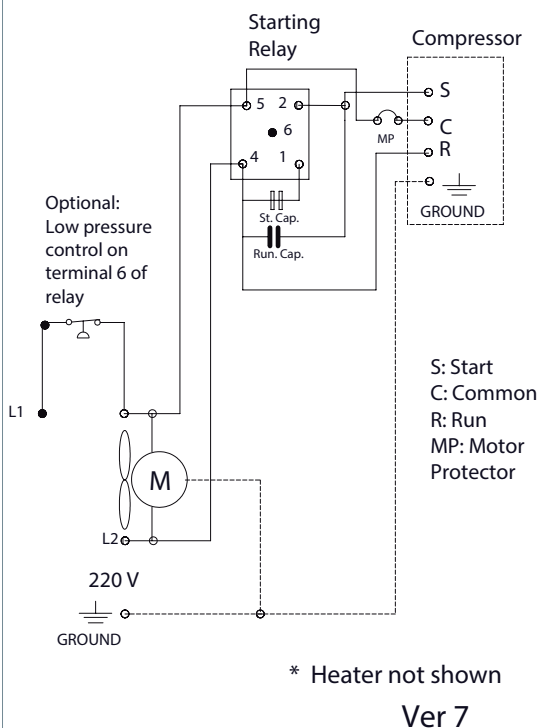 Starting
Relay
Compressor
5 2
6
4 1
S
C
R
MP
GROUND
St. Cap.
Run. Cap.
Optional:
Low pressure
control on
terminal 6 of
relay
L1
S: Start
C: Common
R: Run
MP: Motor
Protector
M
L2
220 V
GROUND
* Heater not shown
Ver 7